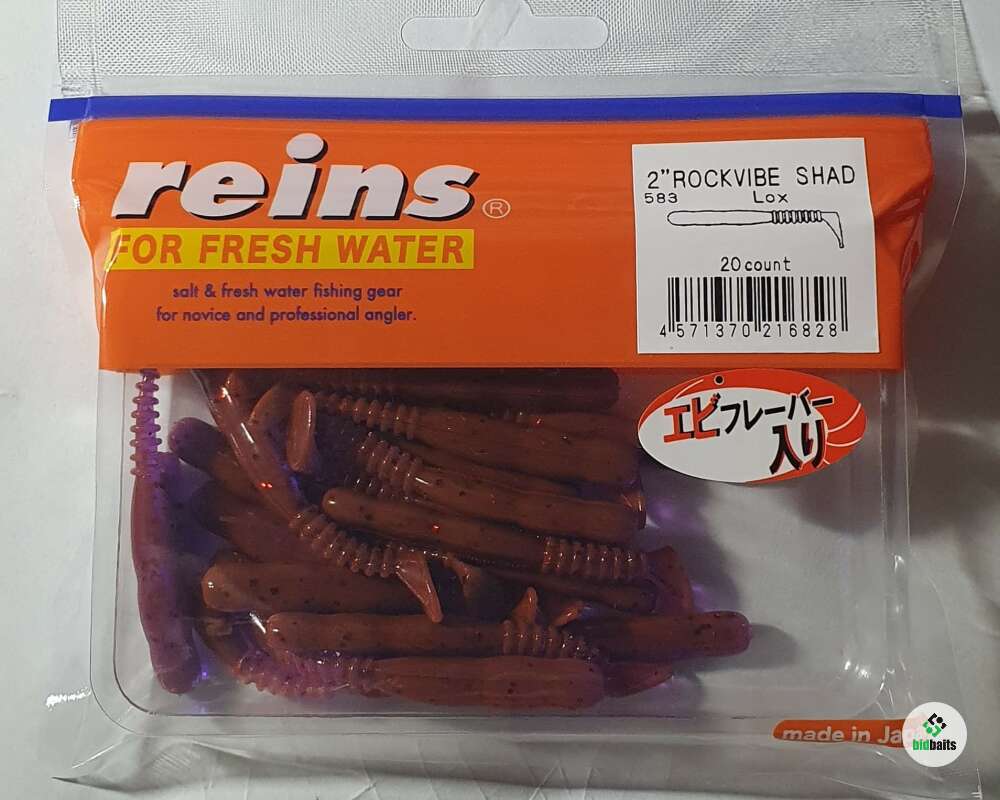 reins®
FOR FRESH WATER
salt & fresh water fishing gear
for novice and professional angler.
2”ROCKVIBE SHAD
583 Lox
20 count
4 571370 216828
エビフレーバー
入り
made in Japan
bidbaits